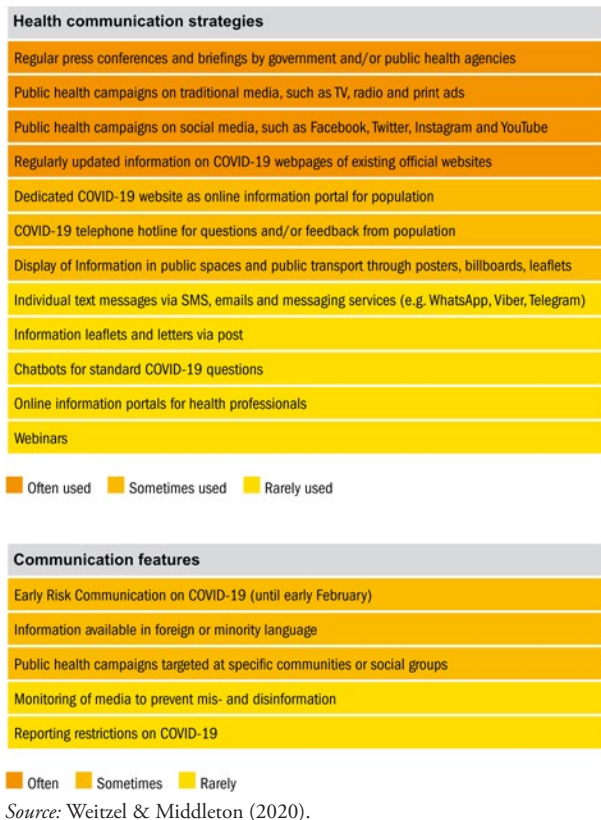 Health communication strategies
Regular press conferences and briefings by government and/or public health agencies
Public health campaigns on traditional media, such as TV, radio and print ads
Public health campaigns on social media, such as Facebook, Twitter, Instagram and YouTube
Regularly updated information on COVID-19 webpages of existing official websites
Dedicated COVID-19 website as online information portal for population
COVID-19 telephone hotline for questions and/or feedback from population
Display of Information in public spaces and public transport through posters, billboards, leaflets
Individual text messages via SMS, emails and messaging services (e.g. WhatsApp, Viber, Telegram)
Information leaflets and letters via post
Chatbots for standard COVID-19 questions
Online information portals for health professionals
Webinars
Often used Sometimes used Rarely used
Communication features
Early Risk Communication on COVID-19 (until early February)
Information available in foreign or minority language
Public health campaigns targeted at specific communities or social groups
Monitoring of media to prevent mis- and disinformation
Reporting restrictions on COVID-19
Often Sometimes Rarely
Source: Weitzel & Middleton (2020).